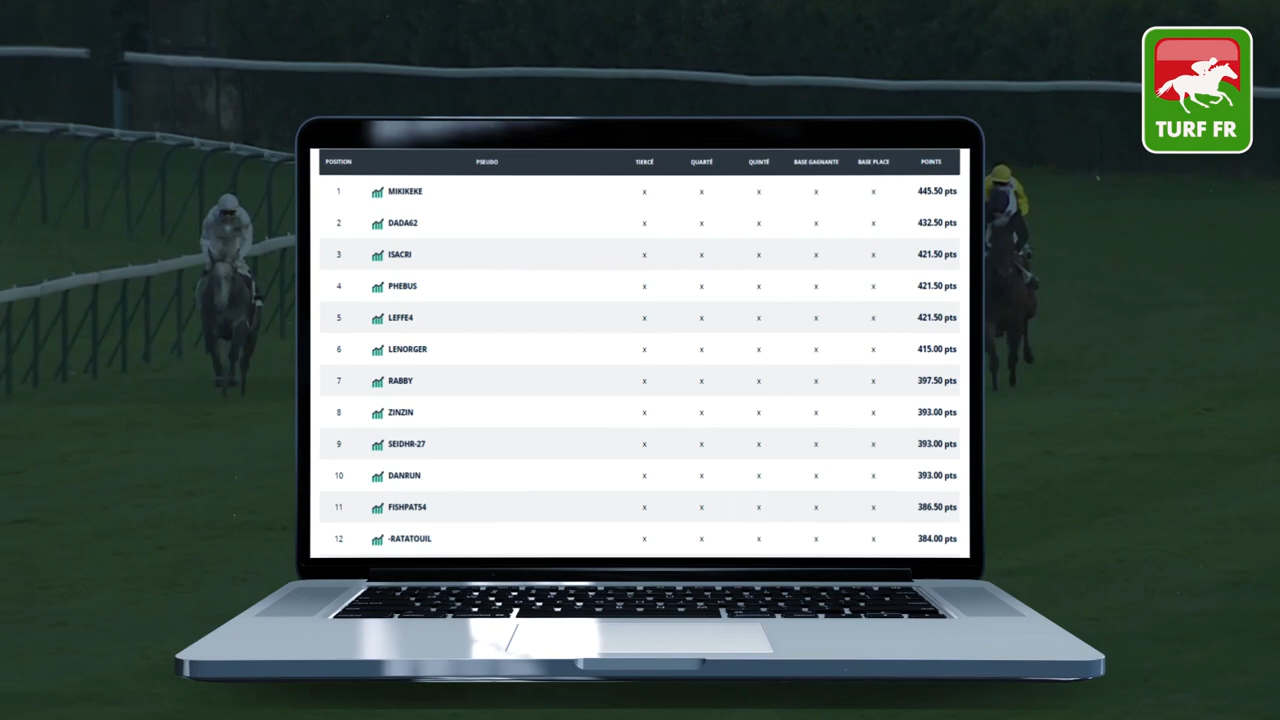 TURF FR
POSITION PSEUDO TIERCÉ QUARTÉ QUINTÉ BASE GAGNANTE BASE PLACE POINTS
1 MIKIKEKE x x x x x 445.50 pts
2 DADA62 x x x x x 432.50 pts
3 ISACRI x x x x x 421.50 pts
4 PHEBUS x x x x x 421.50 pts
5 LEFFE4 x x x x x 421.50 pts
6 LENORGER x x x x x 415.00 pts
7 RABBY x x x x x 397.50 pts
8 ZINZIN x x x x x 393.00 pts
9 SEIDHR-27 x x x x x 393.00 pts
10 DANRUN x x x x x 393.00 pts
11 FISHPAT54 x x x x x 386.50 pts
12 -RATATOUIL x x x x x 384.00 pts